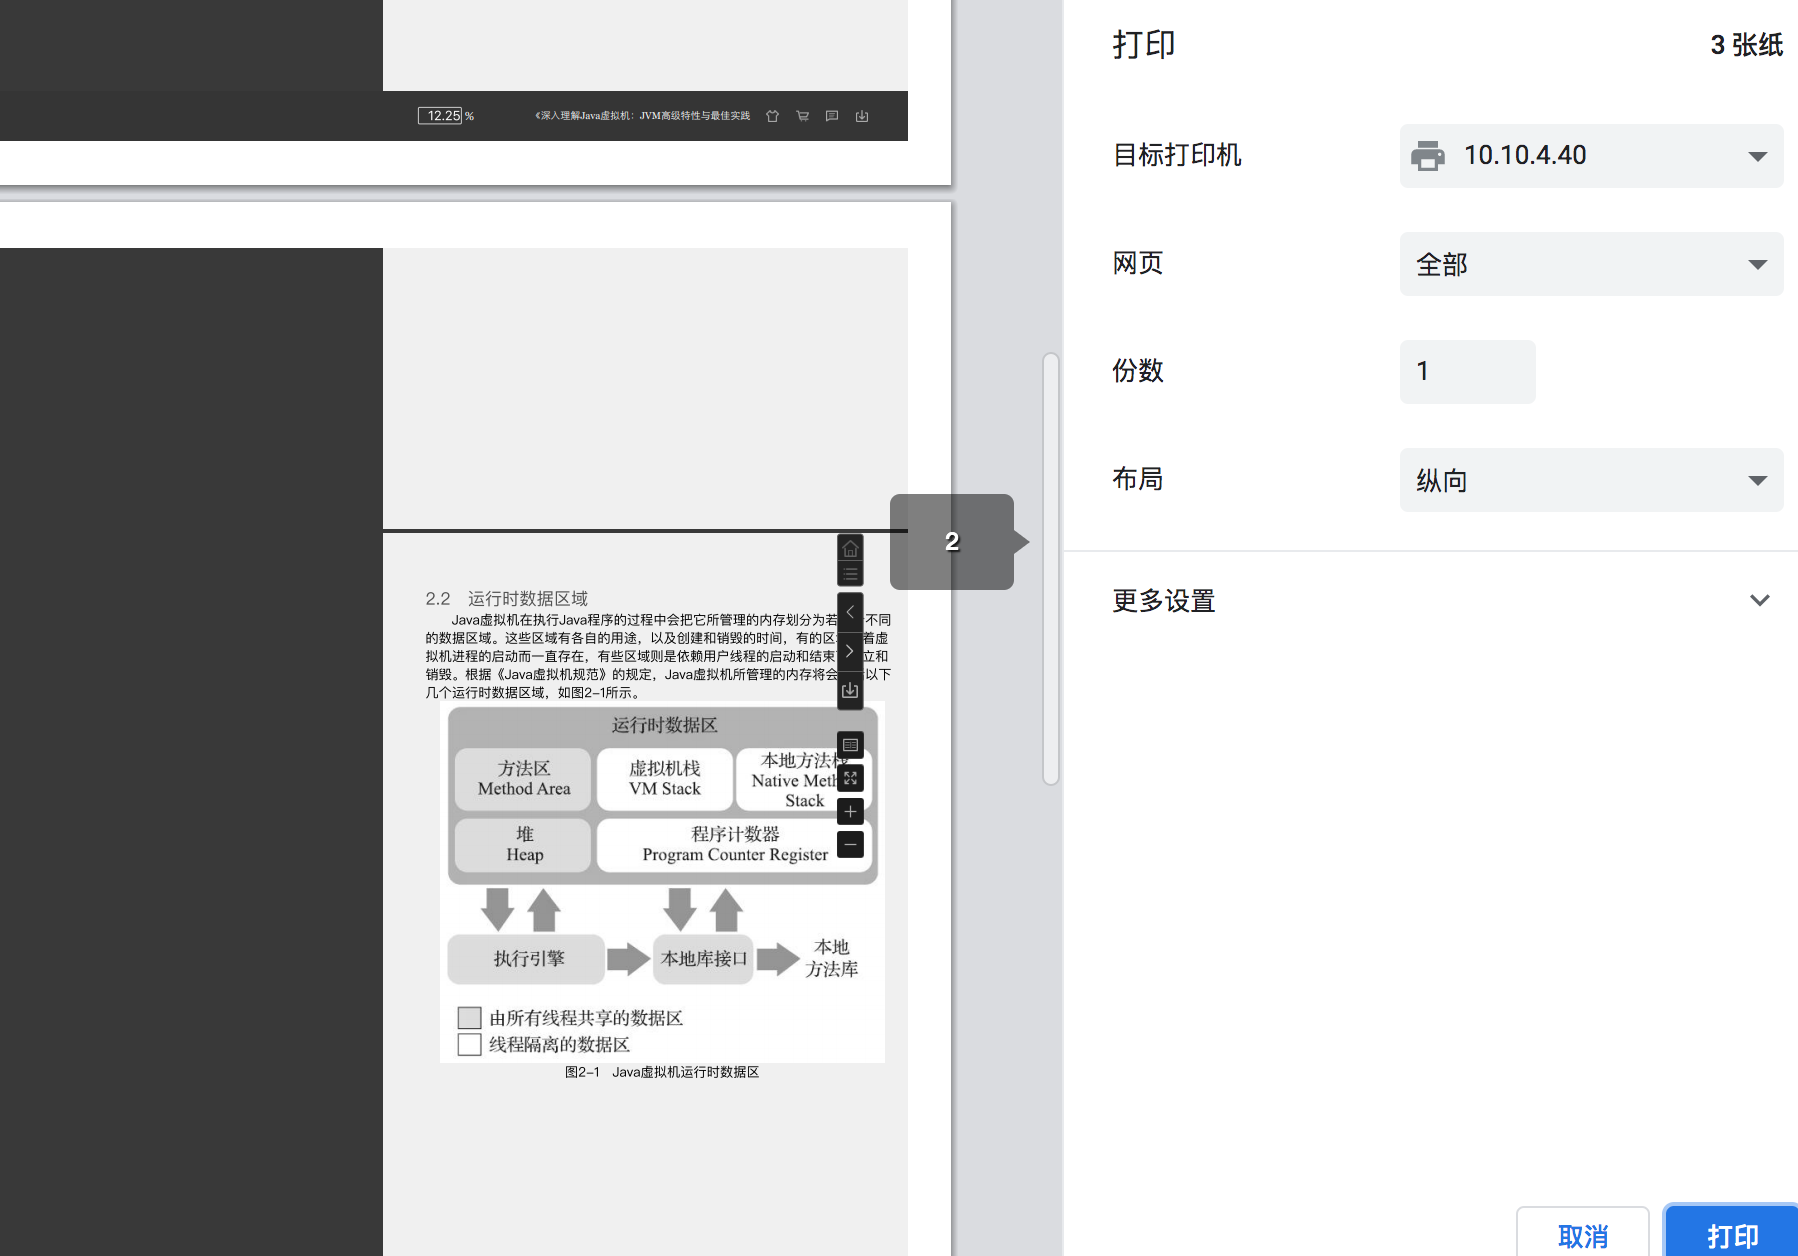 12.25 %
《深入理解Java虚拟机：JVM高级特性与最佳实践
2
2.2 运行时数据区域
Java虚拟机在执行Java程序的过程中会把它所管理的内存划分为若 不同
的数据区域。这些区域有各自的用途，以及创建和销毁的时间，有的区 着虚
拟机进程的启动而一直存在，有些区域则是依赖用户线程的启动和结束 立和
销毁。根据《Java虚拟机规范》的规定，Java虚拟机所管理的内存将会 以下
几个运行时数据区域，如图2-1所示。
运行时数据区
方法区
Method Area
虚拟机栈
VM Stack
本地方法栈
Native Meth
Stack
堆
Heap
程序计数器
Program Counter Register
执行引擎
本地库接口
本地
方法库
由所有线程共享的数据区
线程隔离的数据区
图2-1 Java虚拟机运行时数据区
打印
3 张纸
目标打印机
10.10.4.40
网页
全部
份数
1
布局
纵向
更多设置
取消
打印